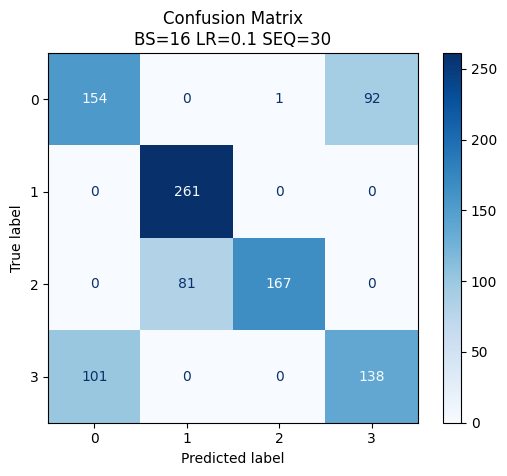 Confusion Matrix
BS=16 LR=0.1 SEQ=30
True label
0 154 0 1 92
1 0 261 0 0
2 0 81 167 0
3 101 0 0 138
0 1 2 3
Predicted label
250
200
150
100
50
0